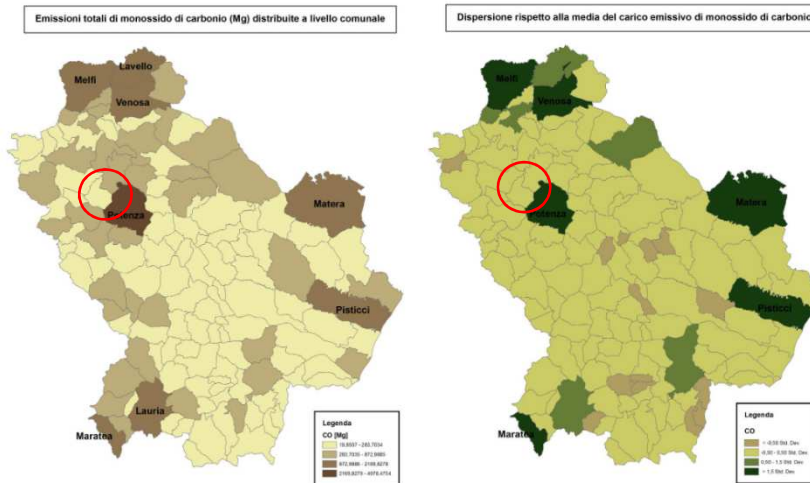 Emissioni totali di monossido di carbonio (Mg) distribuite a livello comunale
Lavello
Melfi
Venosa
Potenza
Matera
Pisticci
Lauria
Maratea
Legenda
CO [Mg]
Dispersione rispetto alla media del carico emissivo di monossido di carbonio
Melfi
Venosa
Potenza
Matera
Pisticci
Maratea
Legenda
CO
< -0,50 Std. Dev.
-0,50 - 0,50 Std. Dev.
0,50 - 1,5 Std. Dev.
> 1,5 Std. Dev.